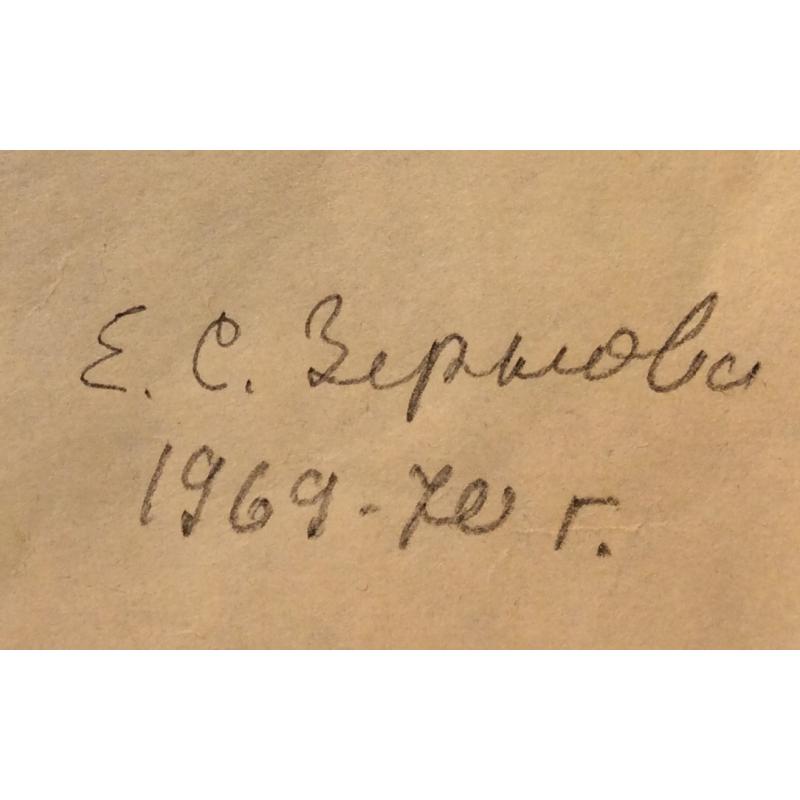 Е. С. Зернова
1969-70 г.